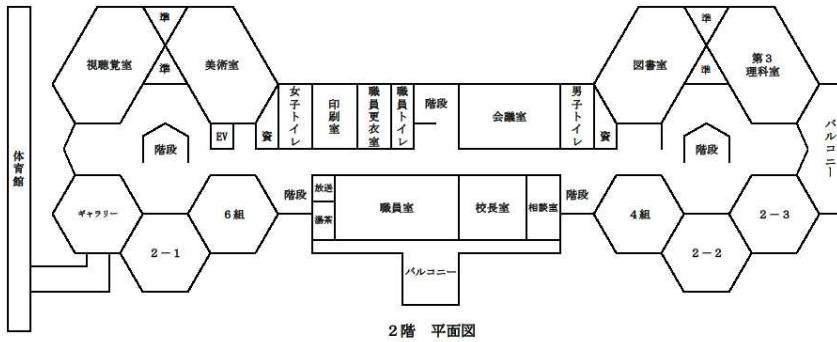 準
準
視聴覚室
美術室
準
準
図書室
第３
理科室
女子トイレ
印刷室
職員更衣室
職員トイレ
階段
会議室
男子トイレ
EV
資
資
階段
階段
バルコニー
体育館
ギャラリー
２－１
６組
階段
放送
湯茶
職員室
校長室
相談室
階段
４組
２－２
２－３
バルコニー
２階　平面図